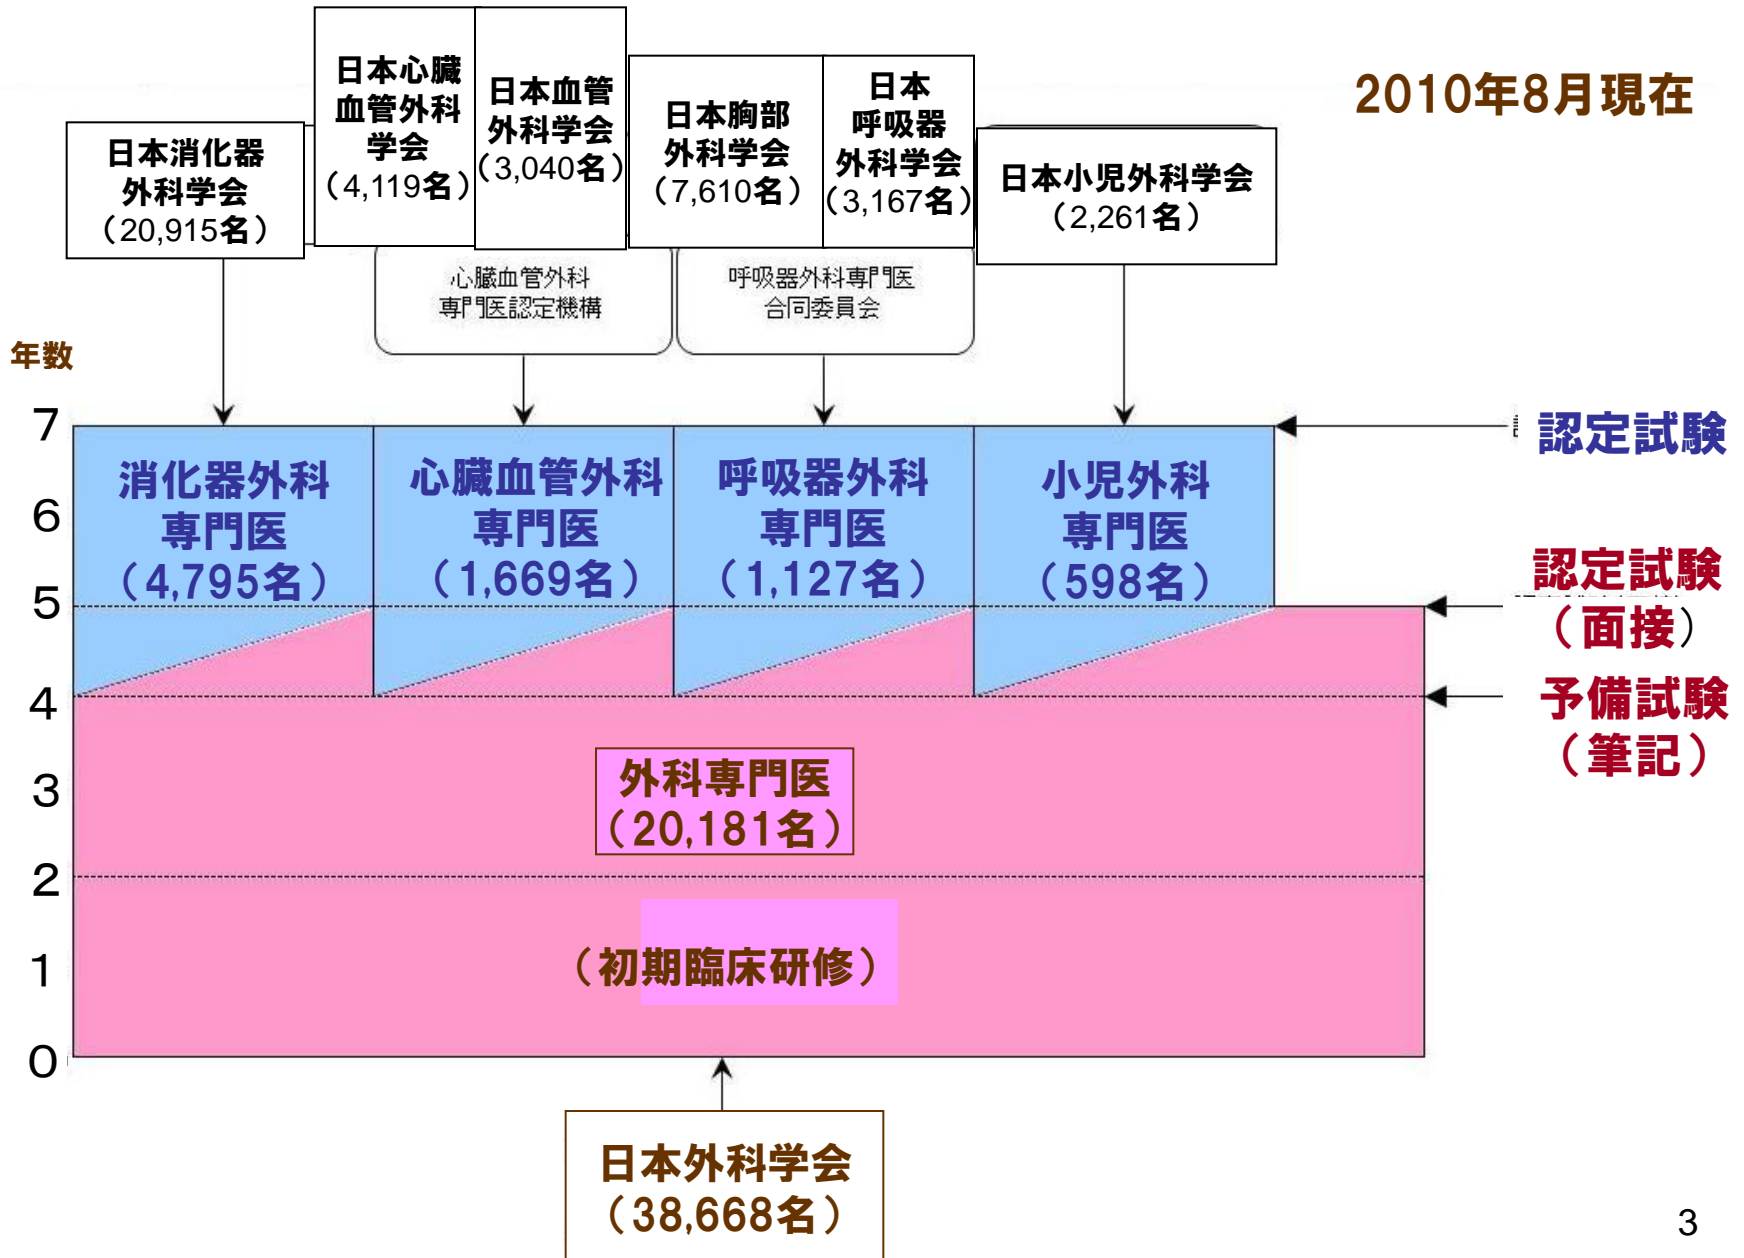 2010年8月現在
日本消化器
外科学会
（20,915名）
日本心臓
血管外科
学会
（4,119名）
日本血管
外科学会
（3,040名）
日本胸部
外科学会
（7,610名）
日本
呼吸器
外科学会
（3,167名）
日本小児外科学会
（2,261名）
心臓血管外科
専門医認定機構
呼吸器外科専門医
合同委員会
年数
7
6
5
4
3
2
1
0
消化器外科
専門医
（4,795名）
心臓血管外科
専門医
（1,669名）
呼吸器外科
専門医
（1,127名）
小児外科
専門医
（598名）
認定試験
認定試験
（面接）
予備試験
（筆記）
外科専門医
（20,181名）
（初期臨床研修）
日本外科学会
（38,668名）
3